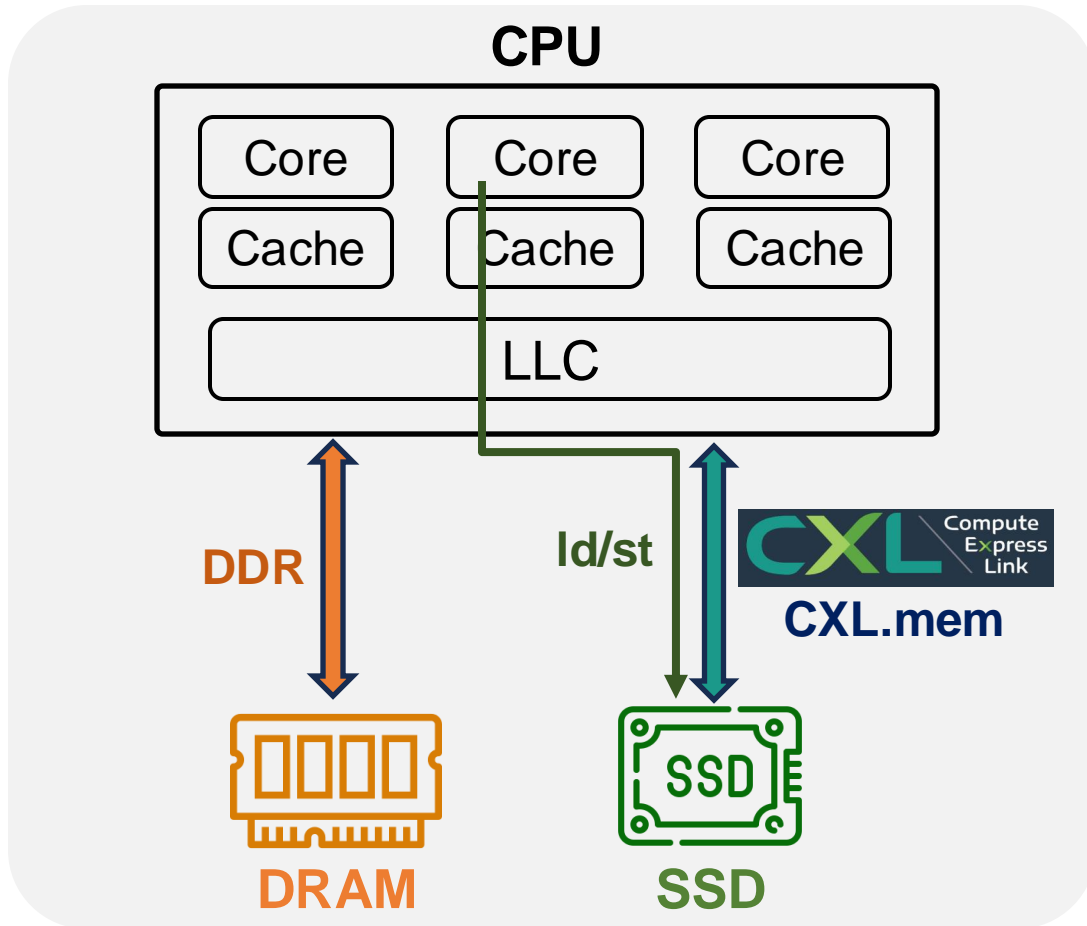 CPU
Core
Core
Core
Cache
Cache
Cache
LLC
DDR
ld/st
CXL
Compute
Express
Link
CXL.mem
SSD
DRAM
SSD